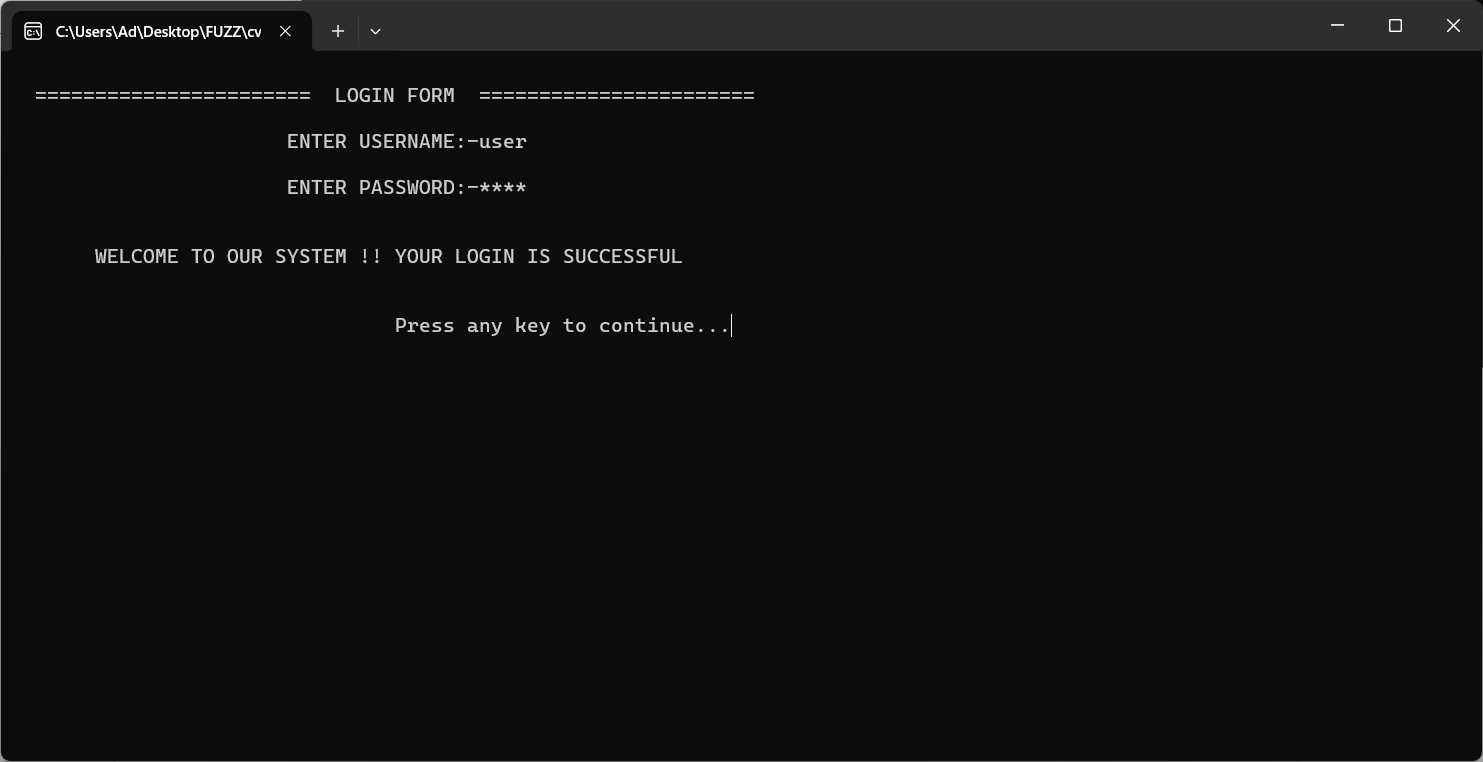 C:\Users\Ad\Desktop\FUZZ\cv
======================= LOGIN FORM =======================
ENTER USERNAME:-user
ENTER PASSWORD:-****
WELCOME TO OUR SYSTEM !! YOUR LOGIN IS SUCCESSFUL
Press any key to continue...